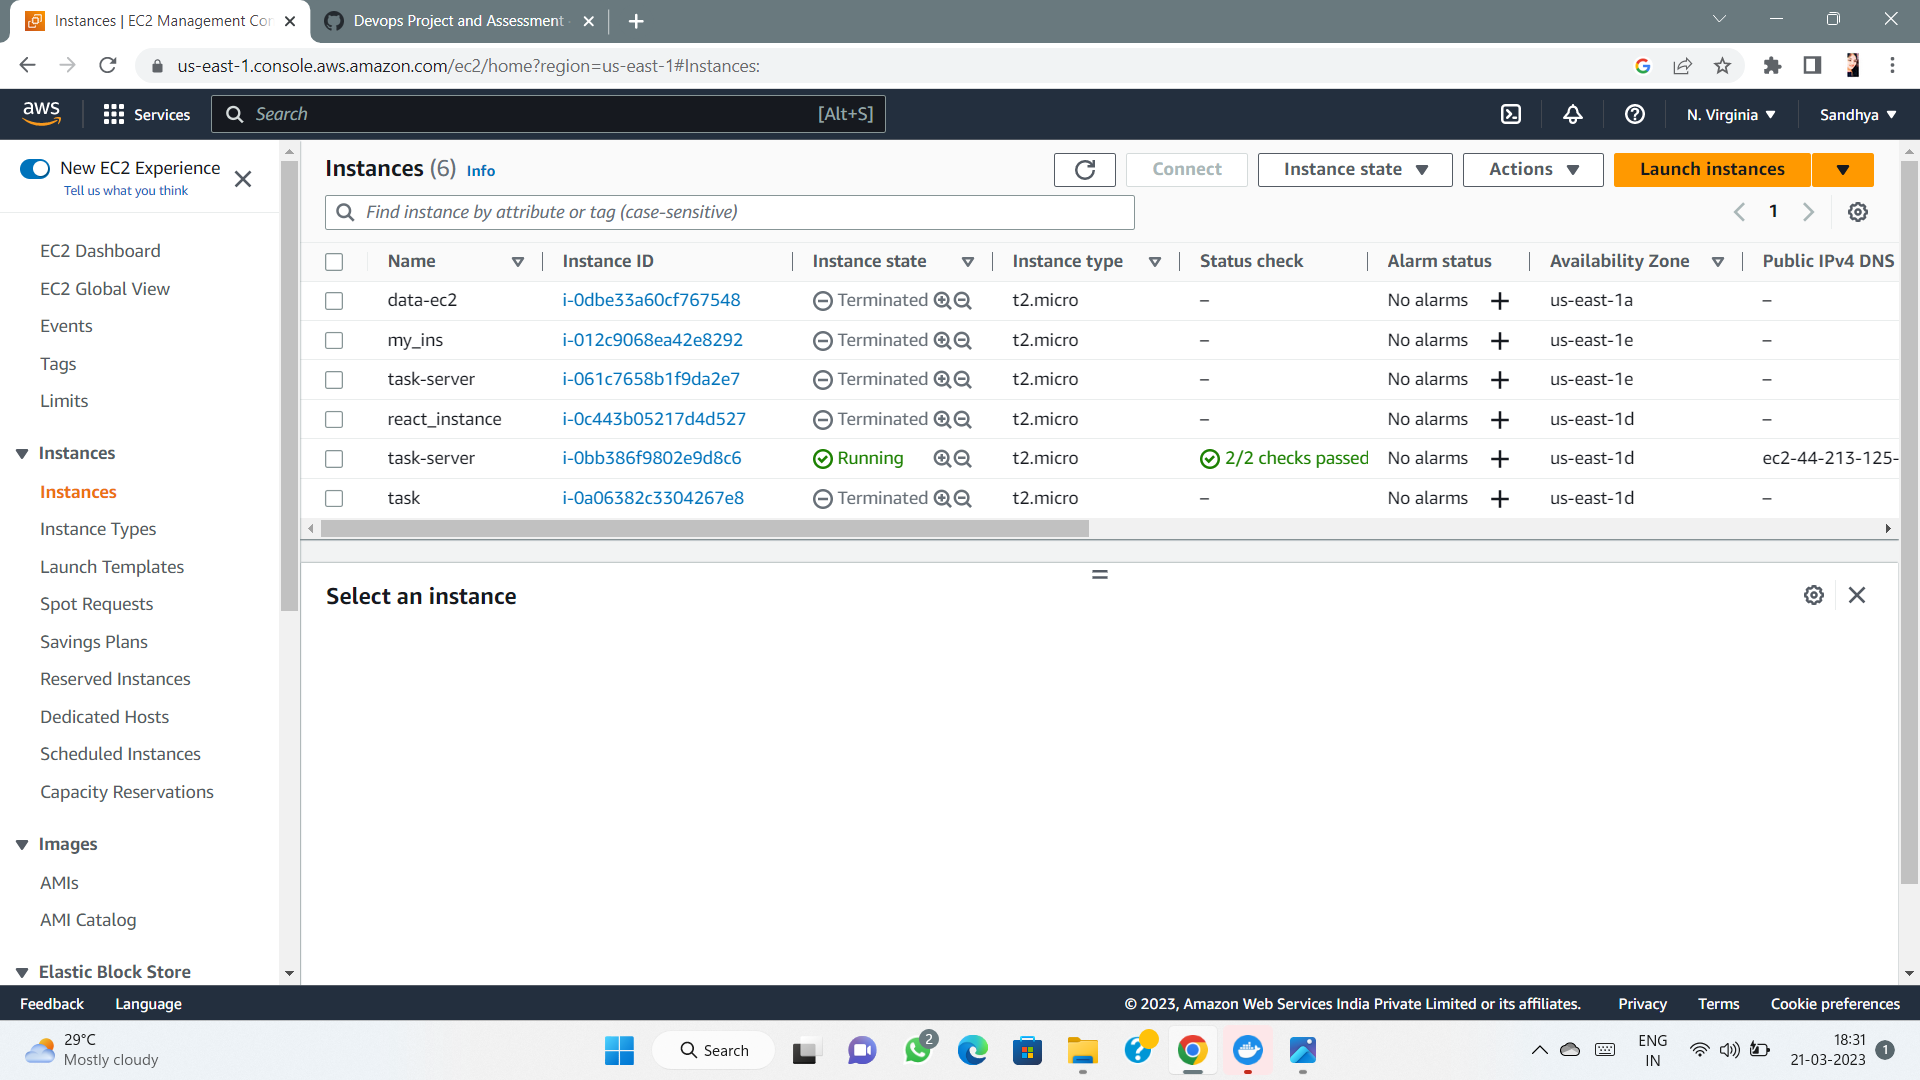 Instances | EC2 Management Con
Devops Project and Assessment
us-east-1.console.aws.amazon.com/ec2/home?region=us-east-1#Instances:
aws
Services
Search
[Alt+S]
N. Virginia
Sandhya
New EC2 Experience
Tell us what you think
EC2 Dashboard
EC2 Global View
Events
Tags
Limits
Instances
Instances
Instance Types
Launch Templates
Spot Requests
Savings Plans
Reserved Instances
Dedicated Hosts
Scheduled Instances
Capacity Reservations
Images
AMIs
AMI Catalog
Elastic Block Store
Instances (6) Info
Connect
Instance state
Actions
Launch instances
Find instance by attribute or tag (case-sensitive)
1
Name Instance ID Instance state Instance type Status check Alarm status Availability Zone Public IPv4 DNS
data-ec2 i-0dbe33a60cf767548 Terminated t2.micro – No alarms + us-east-1a –
my_ins i-012c9068ea42e8292 Terminated t2.micro – No alarms + us-east-1e –
task-server i-061c7658b1f9da2e7 Terminated t2.micro – No alarms + us-east-1e –
react_instance i-0c443b05217d4d527 Terminated t2.micro – No alarms + us-east-1d –
task-server i-0bb386f9802e9d8c6 Running t2.micro 2/2 checks passed No alarms + us-east-1d ec2-44-213-125-
task i-0a06382c3304267e8 Terminated t2.micro – No alarms + us-east-1d –
Select an instance
Feedback
Language
© 2023, Amazon Web Services India Private Limited or its affiliates.
Privacy
Terms
Cookie preferences
29°C
Mostly cloudy
Search
2
ENG
IN
18:31
21-03-2023
1